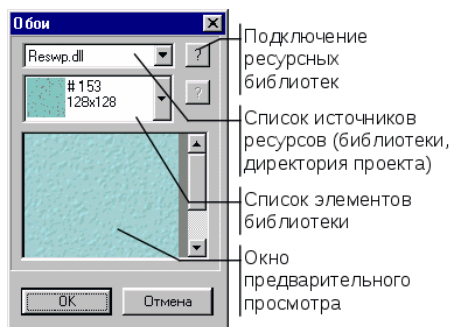 Обои
Reswp.dll
?
# 153
128x128
?
OK
Отмена
Подключение
ресурсных
библиотек
Список источников
ресурсов (библиотеки,
директория проекта)
Список элементов
библиотеки
Окно
предварительного
просмотра